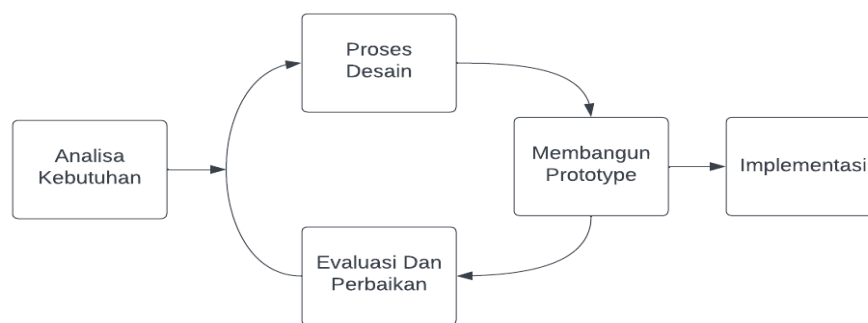 Proses
Desain
Analisa
Kebutuhan
Membangun
Prototype
Implementasi
Evaluasi Dan
Perbaikan